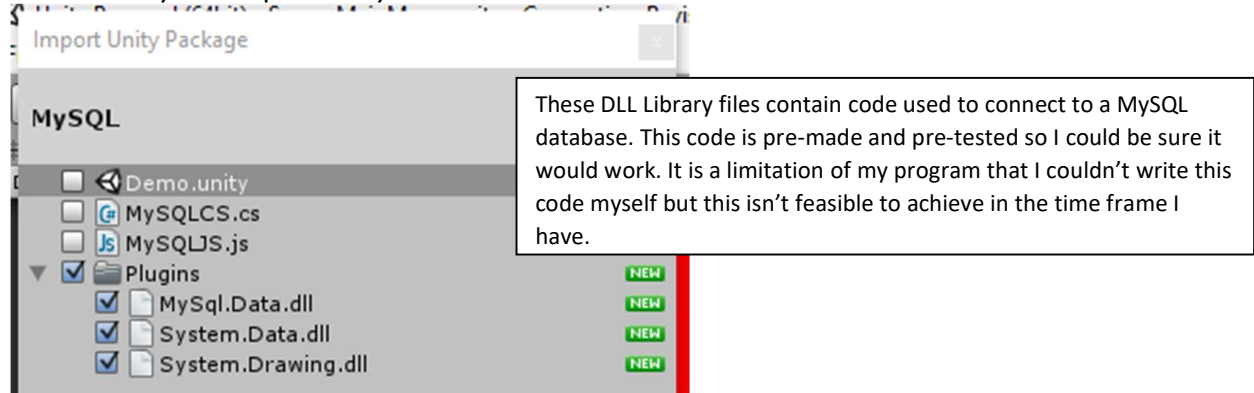 Import Unity Package
x
MySQL
These DLL Library files contain code used to connect to a MySQL
database. This code is pre-made and pre-tested so I could be sure it
would work. It is a limitation of my program that I couldn’t write this
code myself but this isn’t feasible to achieve in the time frame I
have.
Demo.unity
MySQLCS.cs
MySQLJS.js
Plugins NEW
MySql.Data.dll NEW
System.Data.dll NEW
System.Drawing.dll NEW